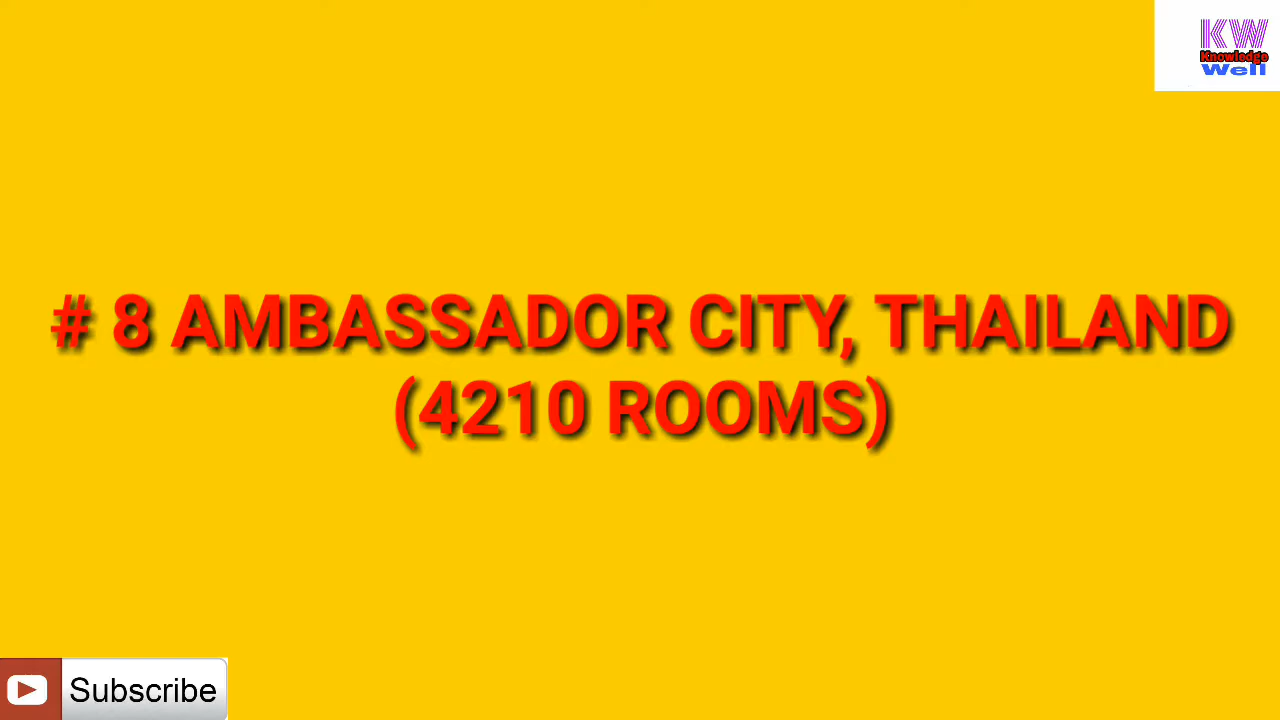 KW
Knowledge
Well
# 8 AMBASSADOR CITY, THAILAND
(4210 ROOMS)
Subscribe